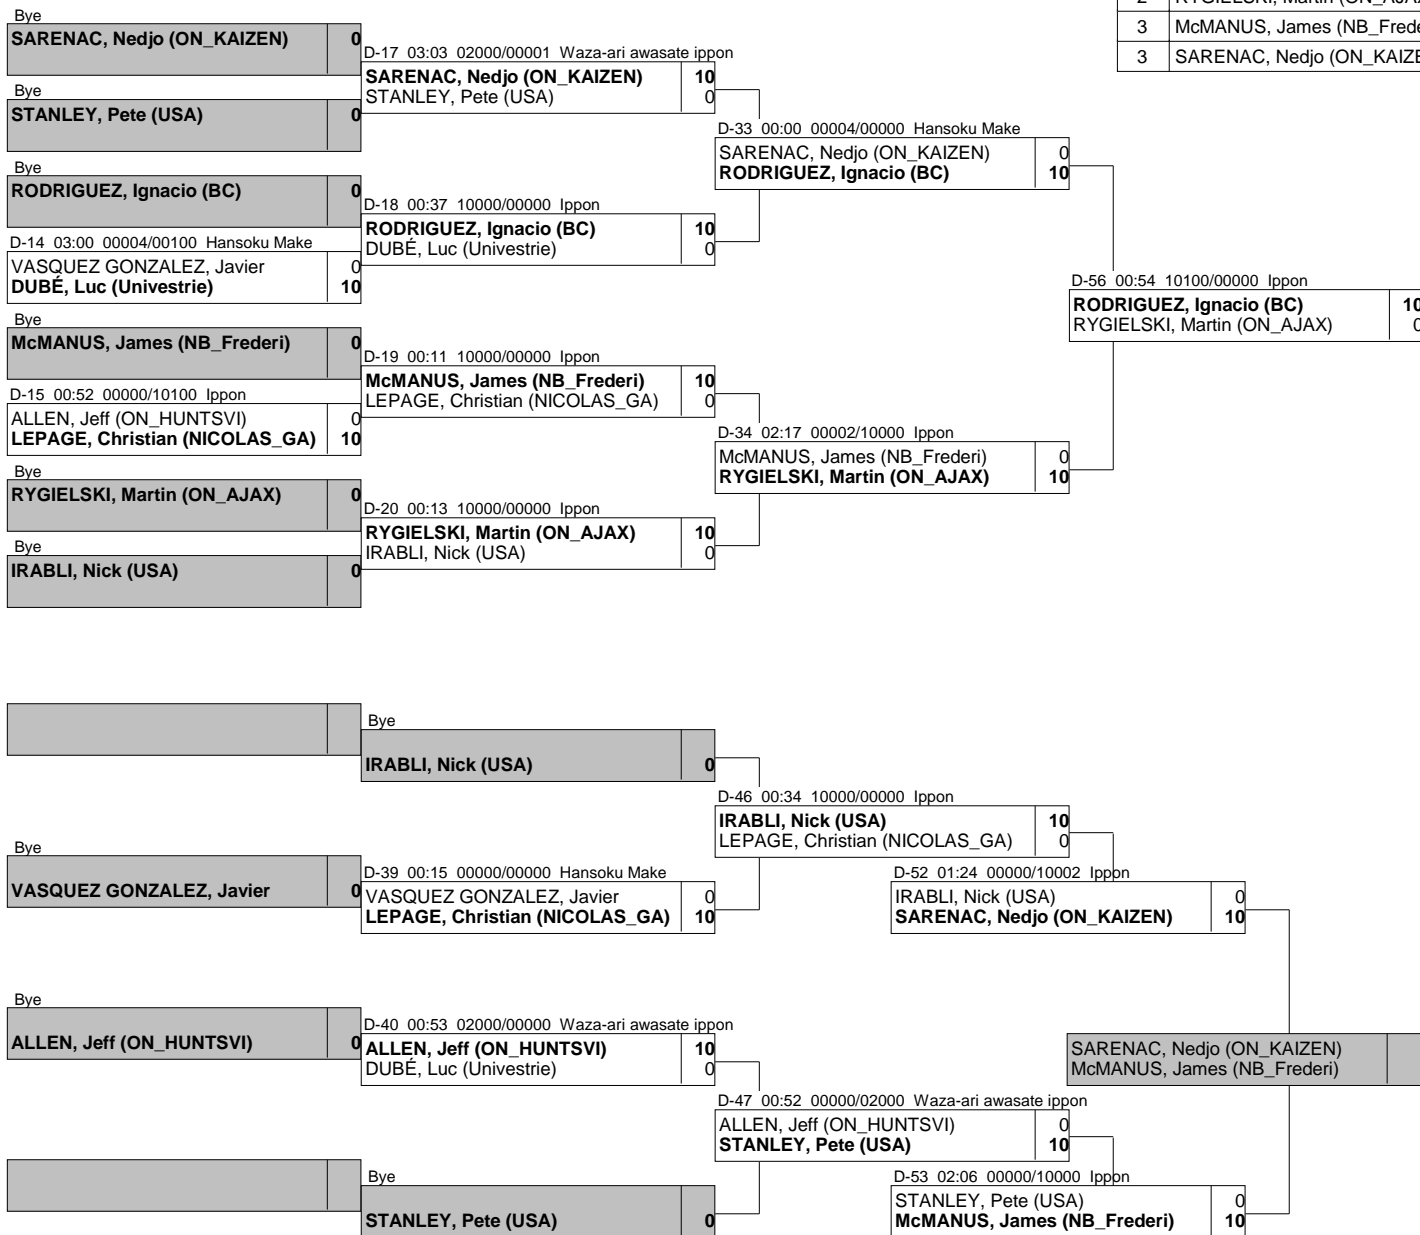 2 RYGIELSKI, Martin (ON_AJAX
3 McMANUS, James (NB_Frede
3 SARENAC, Nedjo (ON_KAIZE
Bye
SARENAC, Nedjo (ON_KAIZEN) 0
Bye
STANLEY, Pete (USA) 0
Bye
RODRIGUEZ, Ignacio (BC) 0
D-14 03:00 00004/00100 Hansoku Make
VASQUEZ GONZALEZ, Javier 0
DUBÉ, Luc (Univestrie) 10
Bye
McMANUS, James (NB_Frederi) 0
D-15 00:52 00000/10100 Ippon
ALLEN, Jeff (ON_HUNTSVI) 0
LEPAGE, Christian (NICOLAS_GA) 10
Bye
RYGIELSKI, Martin (ON_AJAX) 0
Bye
IRABLI, Nick (USA) 0
D-17 03:03 02000/00001 Waza-ari awasate ippon
SARENAC, Nedjo (ON_KAIZEN) 10
STANLEY, Pete (USA) 0
D-18 00:37 10000/00000 Ippon
RODRIGUEZ, Ignacio (BC) 10
DUBÉ, Luc (Univestrie) 0
D-19 00:11 10000/00000 Ippon
McMANUS, James (NB_Frederi) 10
LEPAGE, Christian (NICOLAS_GA) 0
D-20 00:13 10000/00000 Ippon
RYGIELSKI, Martin (ON_AJAX) 10
IRABLI, Nick (USA) 0
D-33 00:00 00004/00000 Hansoku Make
SARENAC, Nedjo (ON_KAIZEN) 0
RODRIGUEZ, Ignacio (BC) 10
D-34 02:17 00002/10000 Ippon
McMANUS, James (NB_Frederi) 0
RYGIELSKI, Martin (ON_AJAX) 10
D-56 00:54 10100/00000 Ippon
RODRIGUEZ, Ignacio (BC) 10
RYGIELSKI, Martin (ON_AJAX) 0
Bye
IRABLI, Nick (USA) 0
Bye
VASQUEZ GONZALEZ, Javier 0
D-39 00:15 00000/00000 Hansoku Make
VASQUEZ GONZALEZ, Javier 0
LEPAGE, Christian (NICOLAS_GA) 10
D-46 00:34 10000/00000 Ippon
IRABLI, Nick (USA) 10
LEPAGE, Christian (NICOLAS_GA) 0
D-52 01:24 00000/10002 Ippon
IRABLI, Nick (USA) 0
SARENAC, Nedjo (ON_KAIZEN) 10
Bye
ALLEN, Jeff (ON_HUNTSVI) 0
D-40 00:53 02000/00000 Waza-ari awasate ippon
ALLEN, Jeff (ON_HUNTSVI) 10
DUBÉ, Luc (Univestrie) 0
SARENAC, Nedjo (ON_KAIZEN)
McMANUS, James (NB_Frederi)
D-47 00:52 00000/02000 Waza-ari awasate ippon
ALLEN, Jeff (ON_HUNTSVI) 0
STANLEY, Pete (USA) 10
Bye
STANLEY, Pete (USA) 0
D-53 02:06 00000/10000 Ippon
STANLEY, Pete (USA) 0
McMANUS, James (NB_Frederi) 10